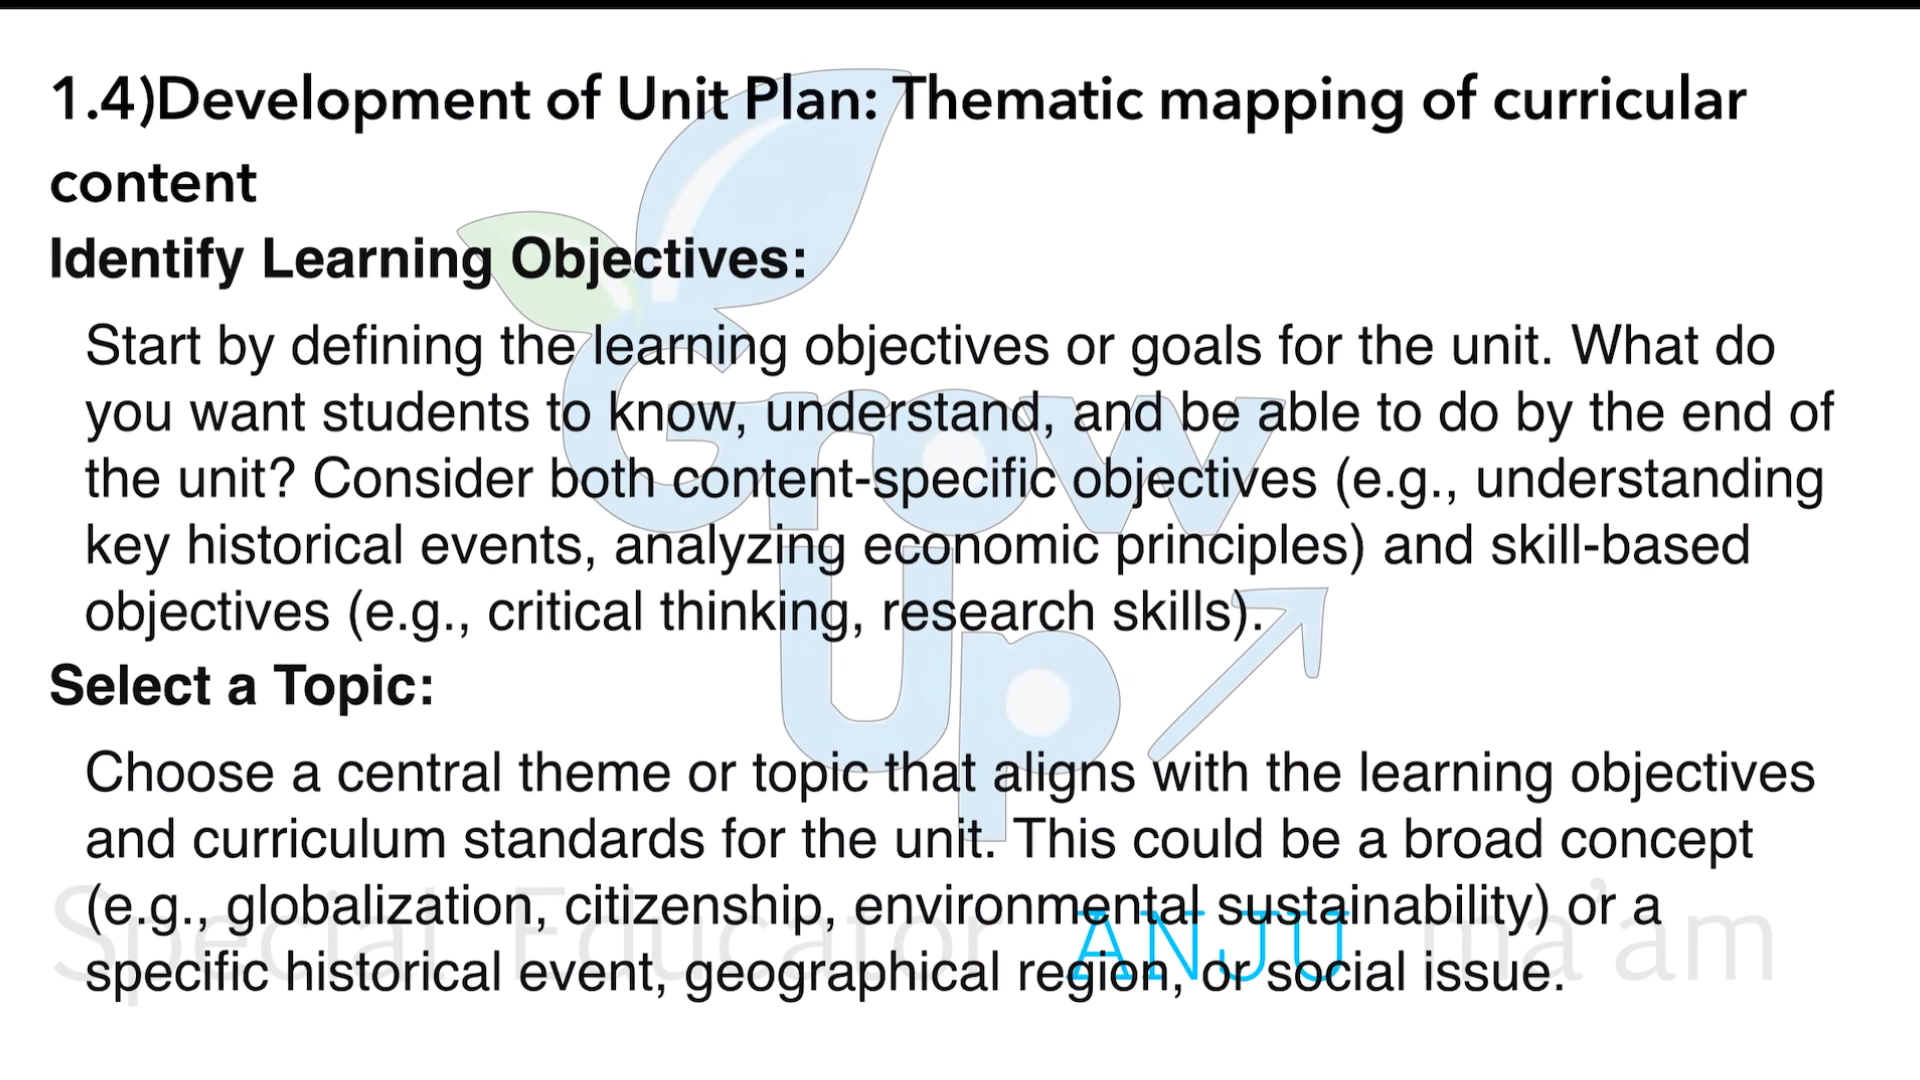 1.4)Development of Unit Plan: Thematic mapping of curricular
content
Identify Learning Objectives:
Start by defining the learning objectives or goals for the unit. What do
you want students to know, understand, and be able to do by the end of
the unit? Consider both content-specific objectives (e.g., understanding
key historical events, analyzing economic principles) and skill-based
objectives (e.g., critical thinking, research skills).
Select a Topic:
Choose a central theme or topic that aligns with the learning objectives
and curriculum standards for the unit. This could be a broad concept
(e.g., globalization, citizenship, environmental sustainability) or a
specific historical event, geographical region, or social issue.
Grow
Up
Special Educator ANJU ma'am